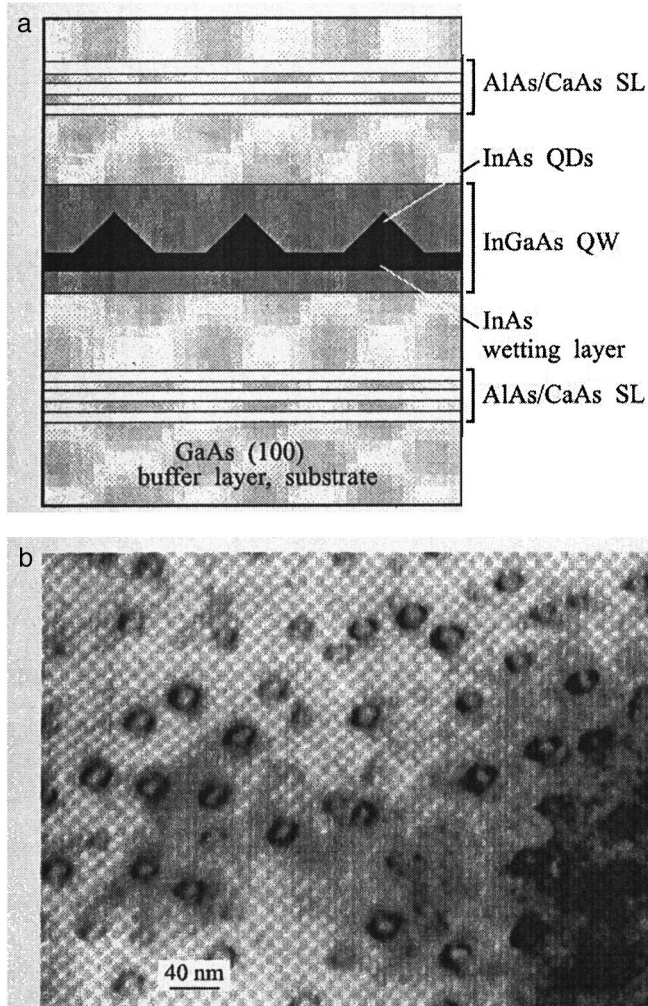 a
AlAs/CaAs SL
InAs QDs
InGaAs QW
InAs
wetting layer
AlAs/CaAs SL
GaAs (100)
buffer layer, substrate
b
40 nm